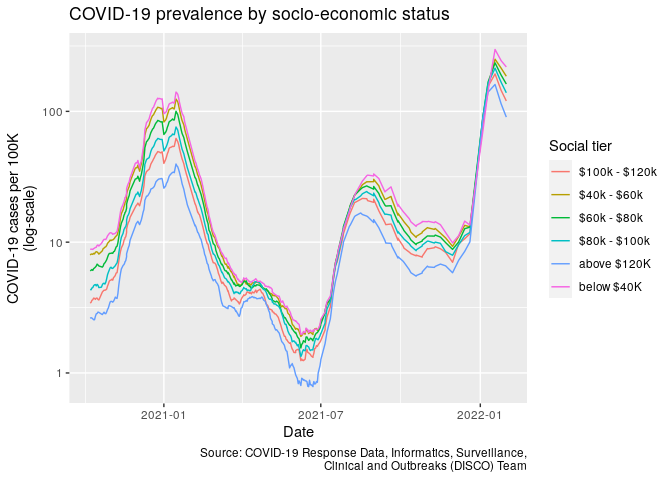 COVID-19 prevalence by socio-economic status
COVID-19 cases per 100K
(log-scale)
100
10
1
2021-01
2021-07
2022-01
Date
Social tier
$100k - $120k
$40k - $60k
$60k - $80k
$80k - $100k
above $120K
below $40K
Source: COVID-19 Response Data, Informatics, Surveillance,
Clinical and Outbreaks (DISCO) Team